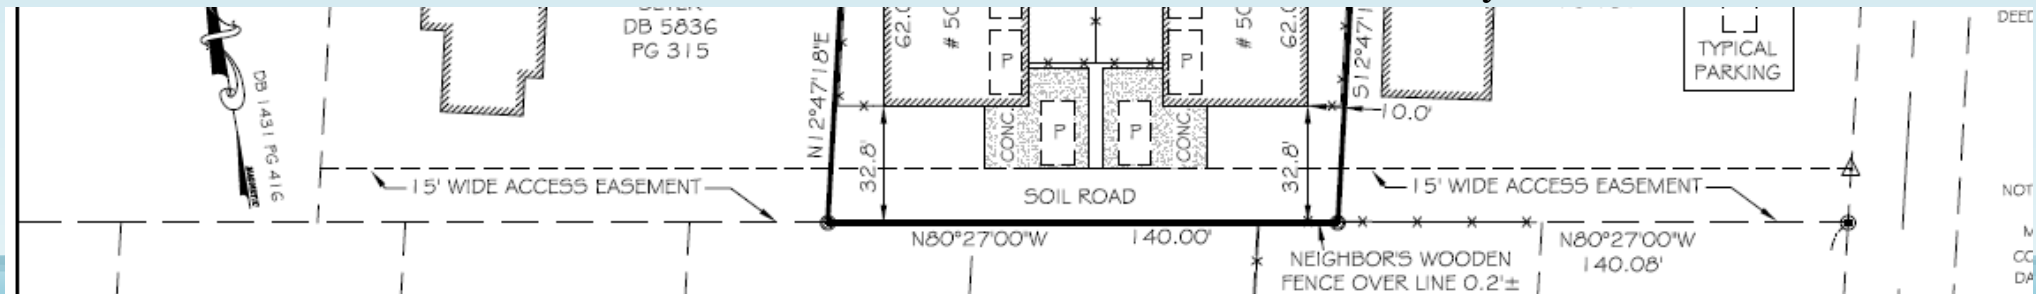 DB 5836
PG 315
DB 1431 PG 416
MAGNETIC
N12°47'18"E
62.0
# 50
P
P
# 50
62.0
S12°47'1
TYPICAL
PARKING
DEED
10.0'
CONC.
P
P
CONC.
32.8'
32.8'
15' WIDE ACCESS EASEMENT
SOIL ROAD
15' WIDE ACCESS EASEMENT
NOT
N80°27'00"W
140.00'
NEIGHBOR'S WOODEN
FENCE OVER LINE 0.2'±
N80°27'00"W
140.08'
M
CO
DA